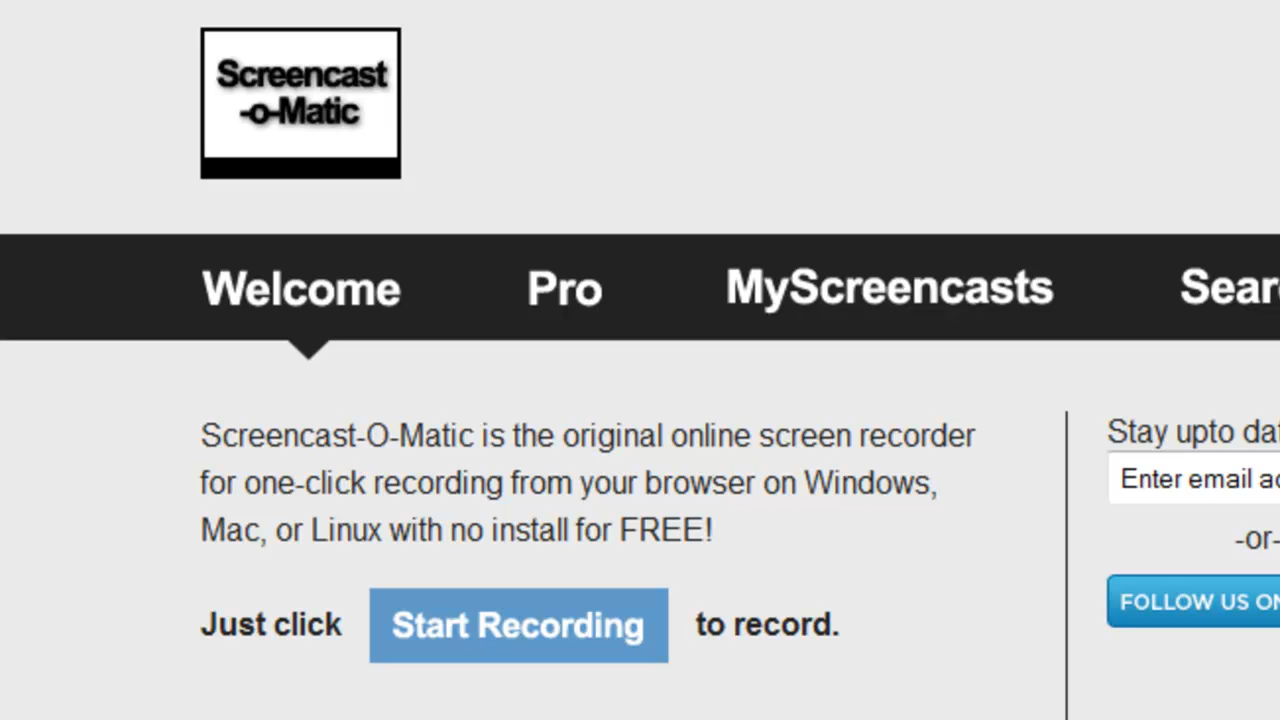 Screencast
-o-Matic
Welcome Pro MyScreencasts Sear
Screencast-O-Matic is the original online screen recorder
for one-click recording from your browser on Windows,
Mac, or Linux with no install for FREE!
Just click Start Recording to record.
Stay upto da
Enter email a
-or-
FOLLOW US ON